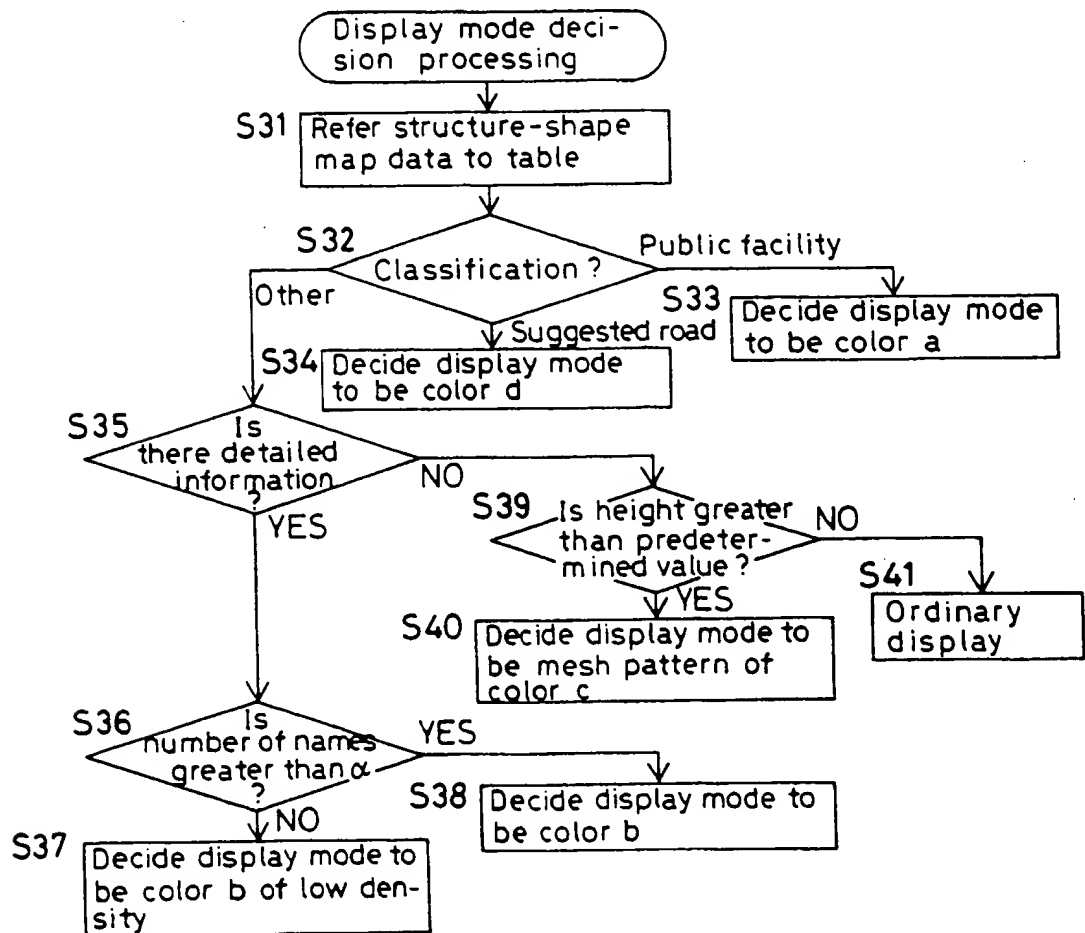 Display mode deci-
sion processing
S31
Refer structure-shape
map data to table
S32
Classification ?
Public facility
Other
S33
Decide display mode
to be color a
Suggested road
S34
Decide display mode
to be color d
S35
Is
there detailed
information
?
NO
YES
S39
Is height greater
than predeter-
mined value ?
NO
YES
S41
Ordinary
display
S40
Decide display mode to
be mesh pattern of
color c
S36
Is
number of names
greater than α
?
YES
NO
S38
Decide display mode to
be color b
S37
Decide display mode to
be color b of low den-
sity